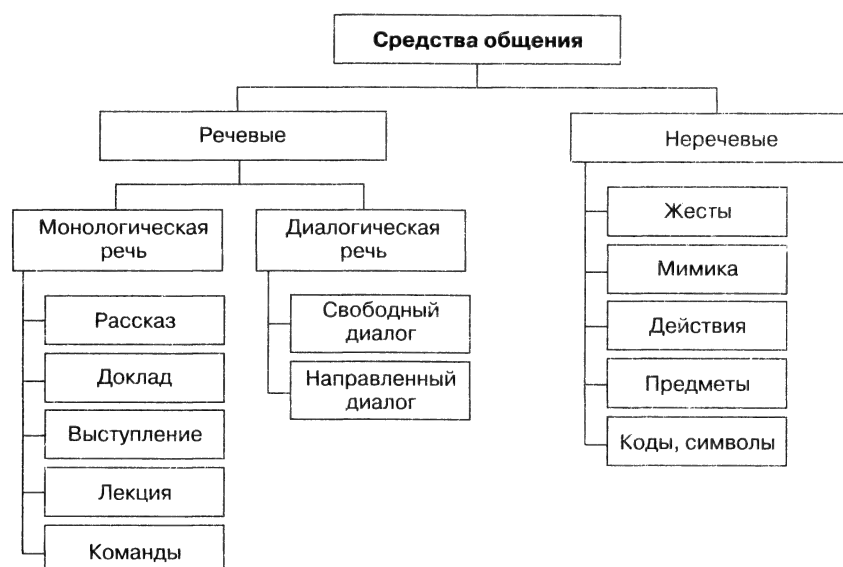 Средства общения
Речевые
Неречевые
Монологическая
речь
Диалогическая
речь
Рассказ
Доклад
Выступление
Лекция
Команды
Свободный
диалог
Направленный
диалог
Жесты
Мимика
Действия
Предметы
Коды, символы